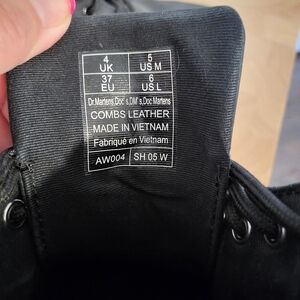 4 UK 5 US M
37 EU 6 US L
Dr.Martens,Doc's,DM's,Doc Martens
COMBS LEATHER
MADE IN VIETNAM
Fabriqué en Vietnam
AW004 SH 05 W